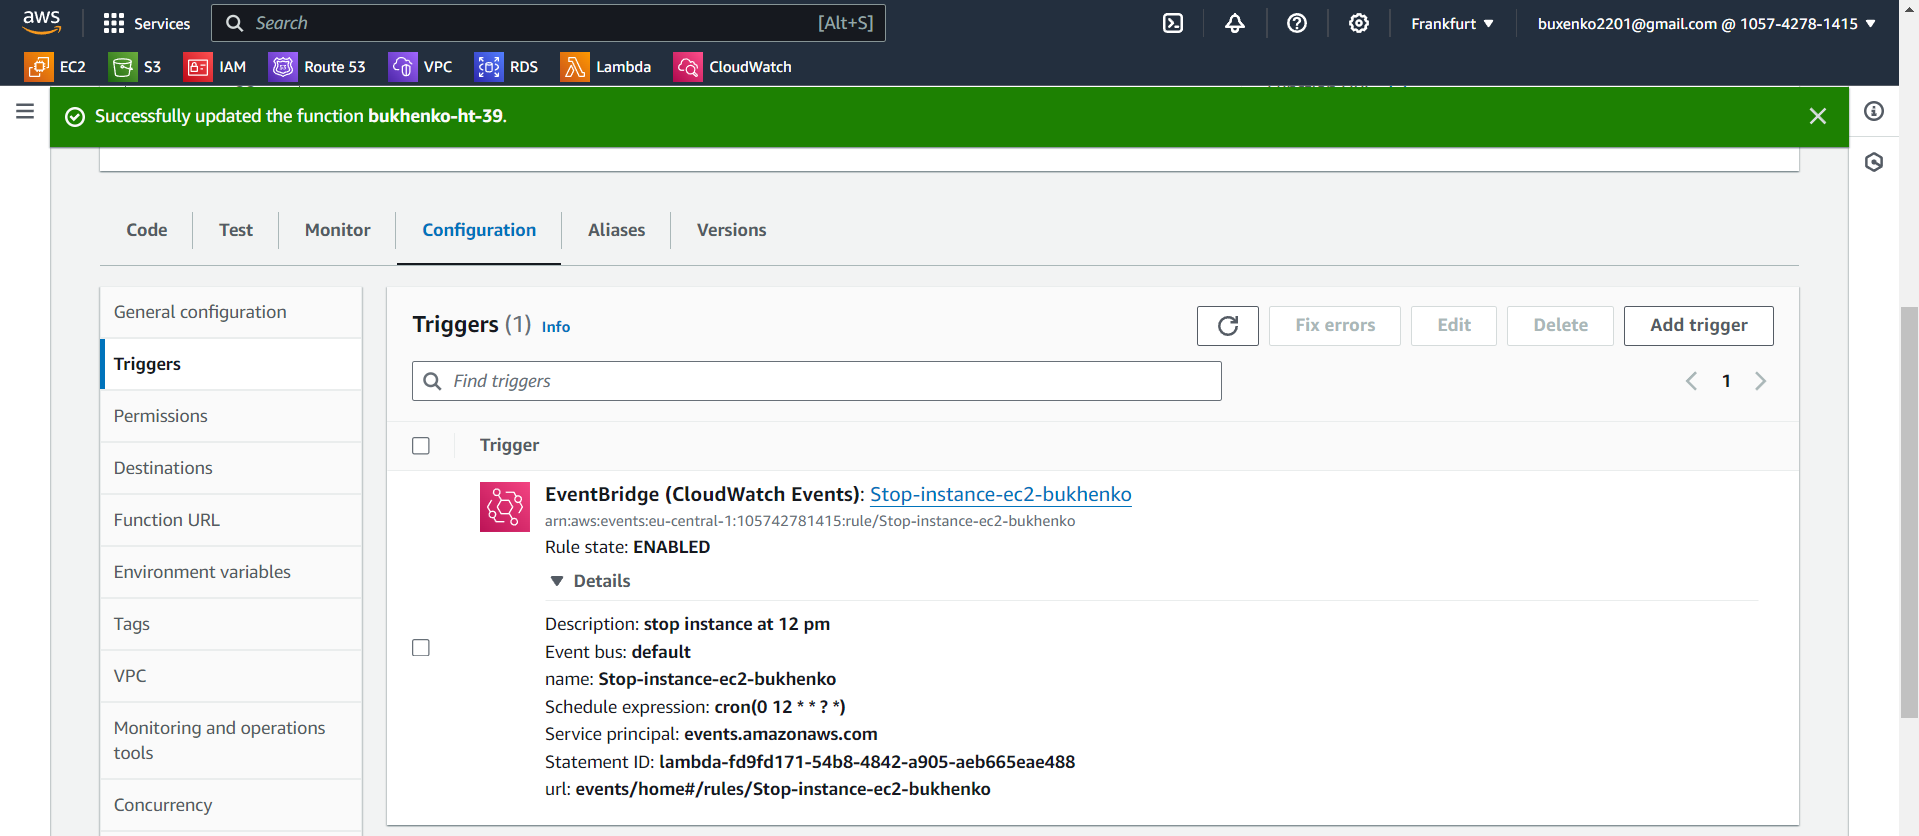 aws
Services
Search
[Alt+S]
Frankfurt
buxenko2201@gmail.com @ 1057-4278-1415
EC2
S3
IAM
Route 53
VPC
RDS
Lambda
CloudWatch
Successfully updated the function bukhenko-ht-39.
Code
Test
Monitor
Configuration
Aliases
Versions
General configuration
Triggers
Permissions
Destinations
Function URL
Environment variables
Tags
VPC
Monitoring and operations
tools
Concurrency
Triggers (1) Info
Fix errors
Edit
Delete
Add trigger
Find triggers
1
Trigger
EventBridge (CloudWatch Events): Stop-instance-ec2-bukhenko
arn:aws:events:eu-central-1:105742781415:rule/Stop-instance-ec2-bukhenko
Rule state: ENABLED
Details
Description: stop instance at 12 pm
Event bus: default
name: Stop-instance-ec2-bukhenko
Schedule expression: cron(0 12 * * ? *)
Service principal: events.amazonaws.com
Statement ID: lambda-fd9fd171-54b8-4842-a905-aeb665eae488
url: events/home#/rules/Stop-instance-ec2-bukhenko